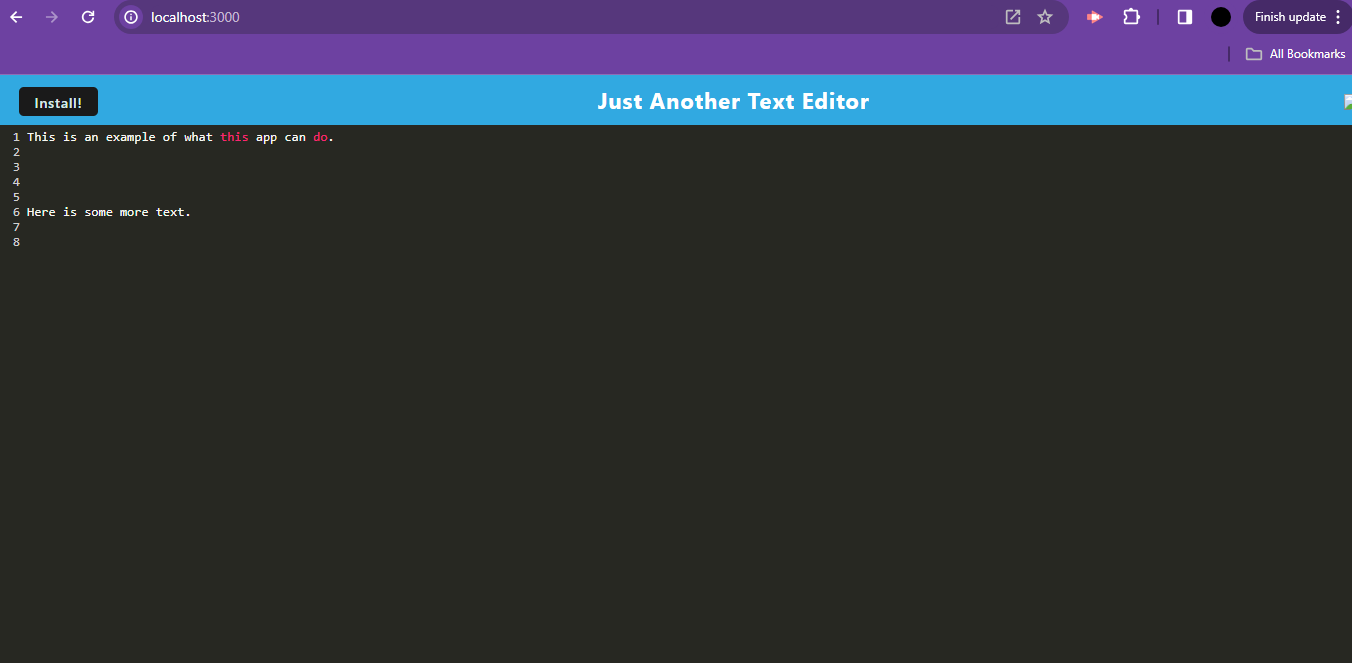 localhost:3000
Finish update
All Bookmarks
Install!
Just Another Text Editor
1 This is an example of what this app can do.
2
3
4
5
6 Here is some more text.
7
8